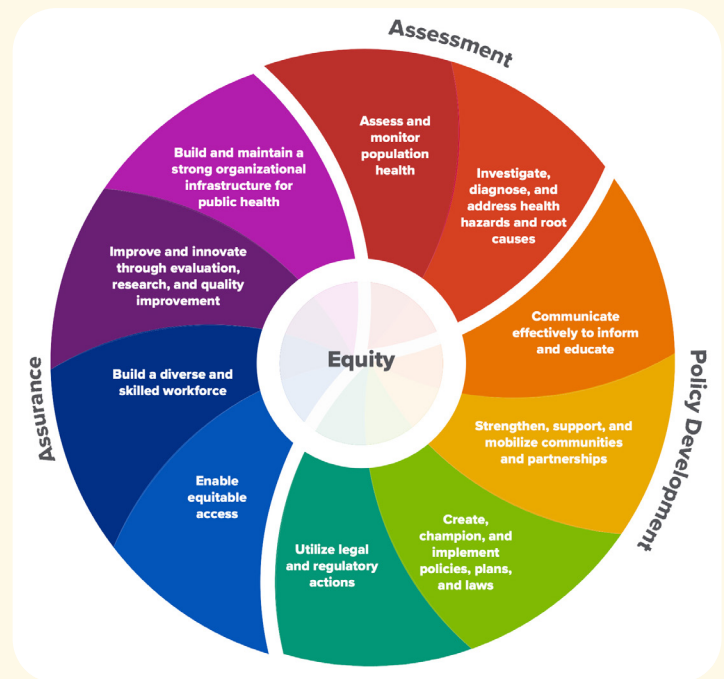 Assessment
Assess and
monitor
population
health
Investigate,
diagnose, and
address health
hazards and root
causes
Policy Development
Communicate
effectively to inform
and educate
Strengthen, support, and
mobilize communities
and partnerships
Create,
champion, and
implement
policies, plans,
and laws
Utilize legal
and regulatory
actions
Assurance
Enable
equitable
access
Build a diverse and
skilled workforce
Improve and innovate
through evaluation,
research, and quality
improvement
Build and maintain a
strong organizational
infrastructure for
public health
Equity